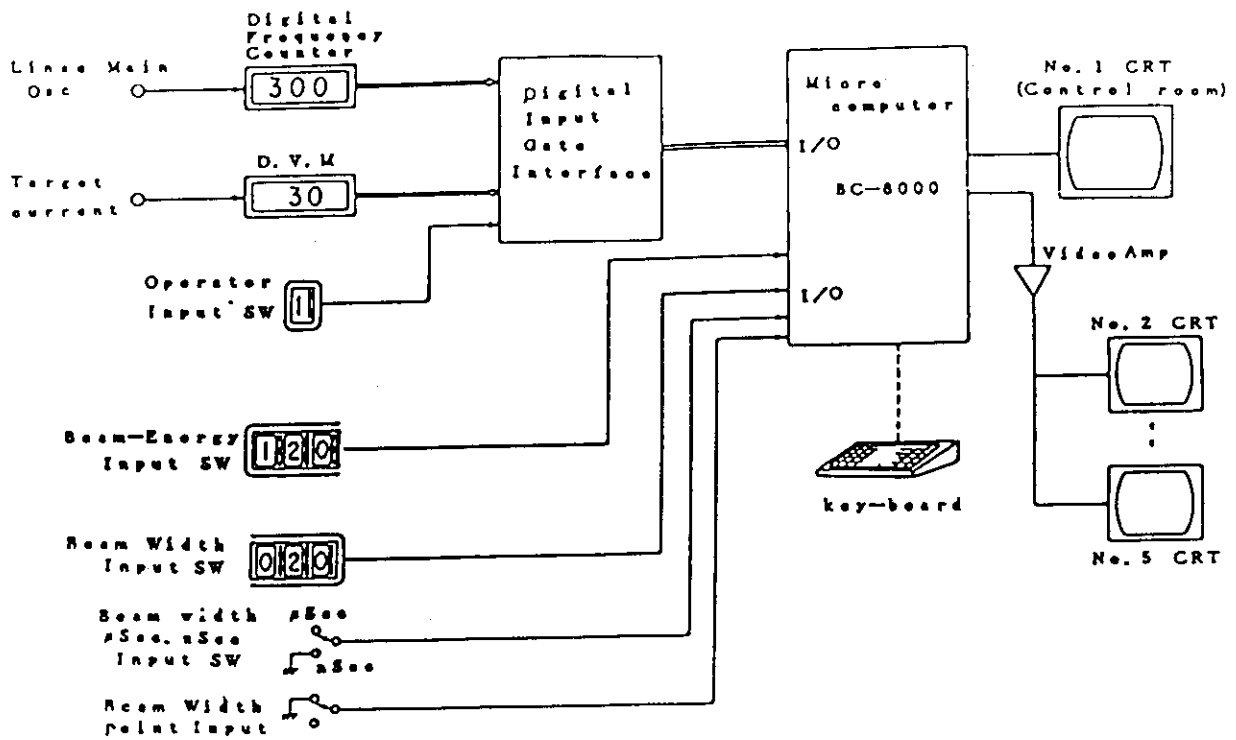 Digital
Frequency
Counter
Linac Main
Osc
300
D. V. M
Target
current
30
Operator
Input SW
1
Digital
Input
Gate
Interface
Micro
computer
I/O
BC-8000
I/O
No. 1 CRT
(Control room)
Video Amp
No. 2 CRT
No. 5 CRT
key-board
Beam-Energy
Input SW
120
Beam Width
Input SW
020
Beam width
μSec. nSec
Input SW
μSec
nSec
Beam Width
point Input